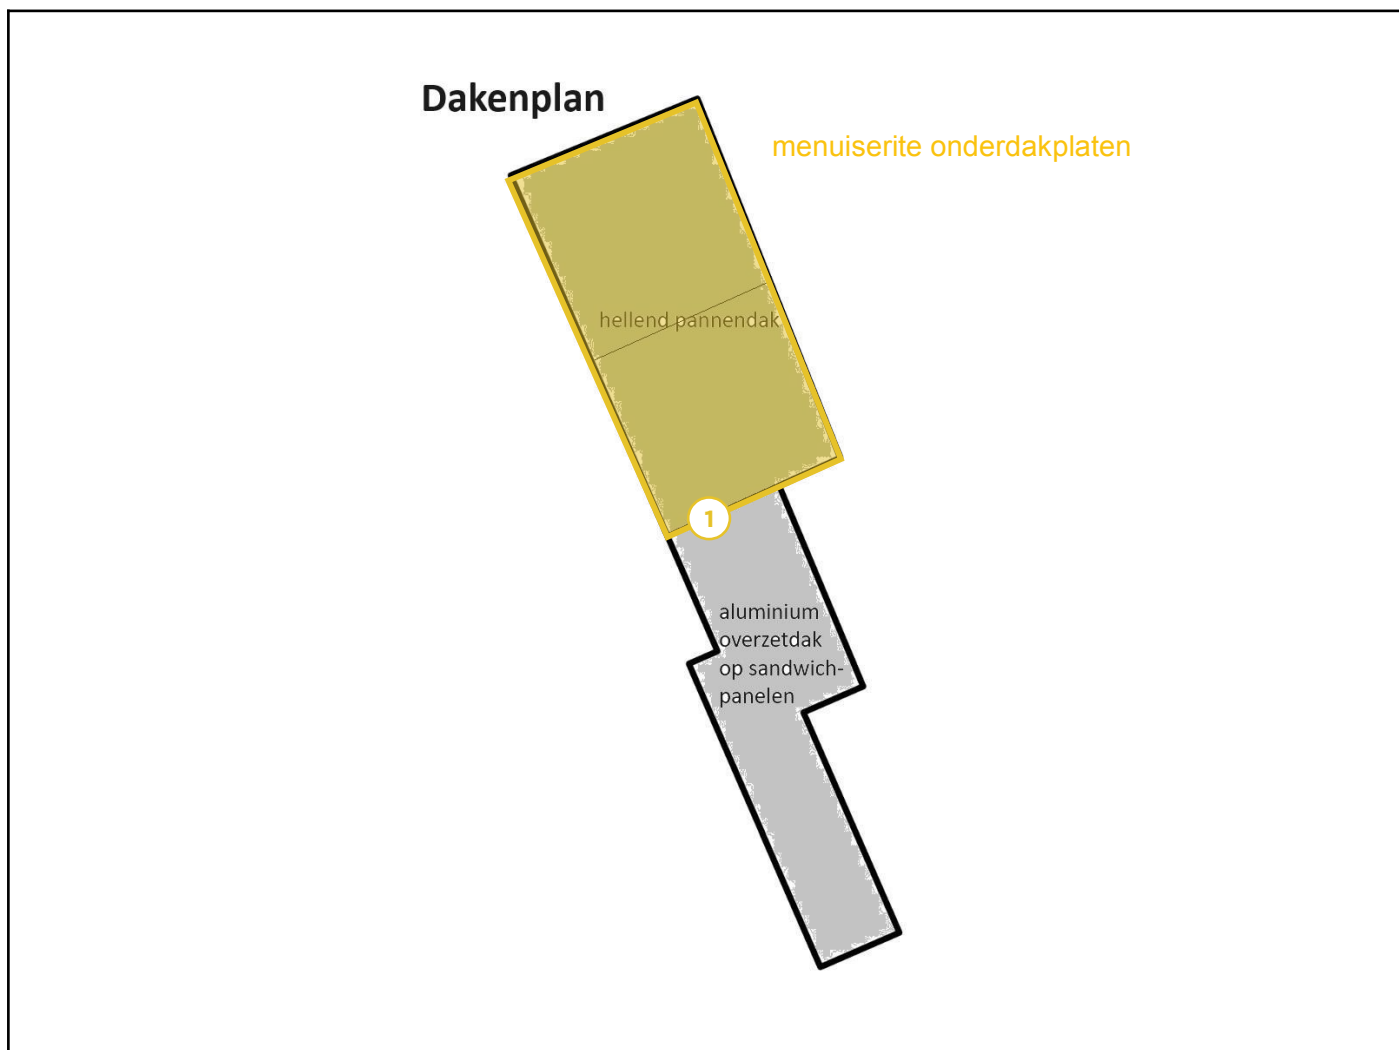 Dakenplan
menuiserite onderdakplaten
hellend pannendak
1
aluminium
overzetdak
op sandwich-
panelen